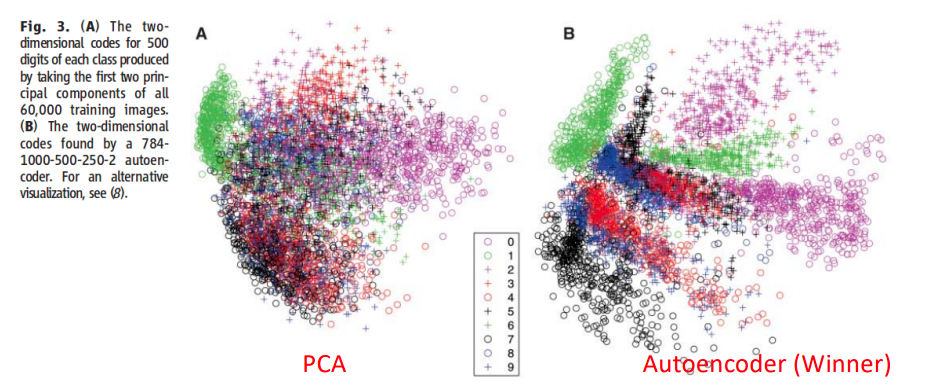 Fig. 3. (A) The two-
dimensional codes for 500
digits of each class produced
by taking the first two prin-
cipal components of all
60,000 training images.
(B) The two-dimensional
codes found by a 784-
1000-500-250-2 autoen-
coder. For an alternative
visualization, see (8).
A
B
0
1
2
3
4
5
6
7
8
9
PCA
Autoencoder (Winner)